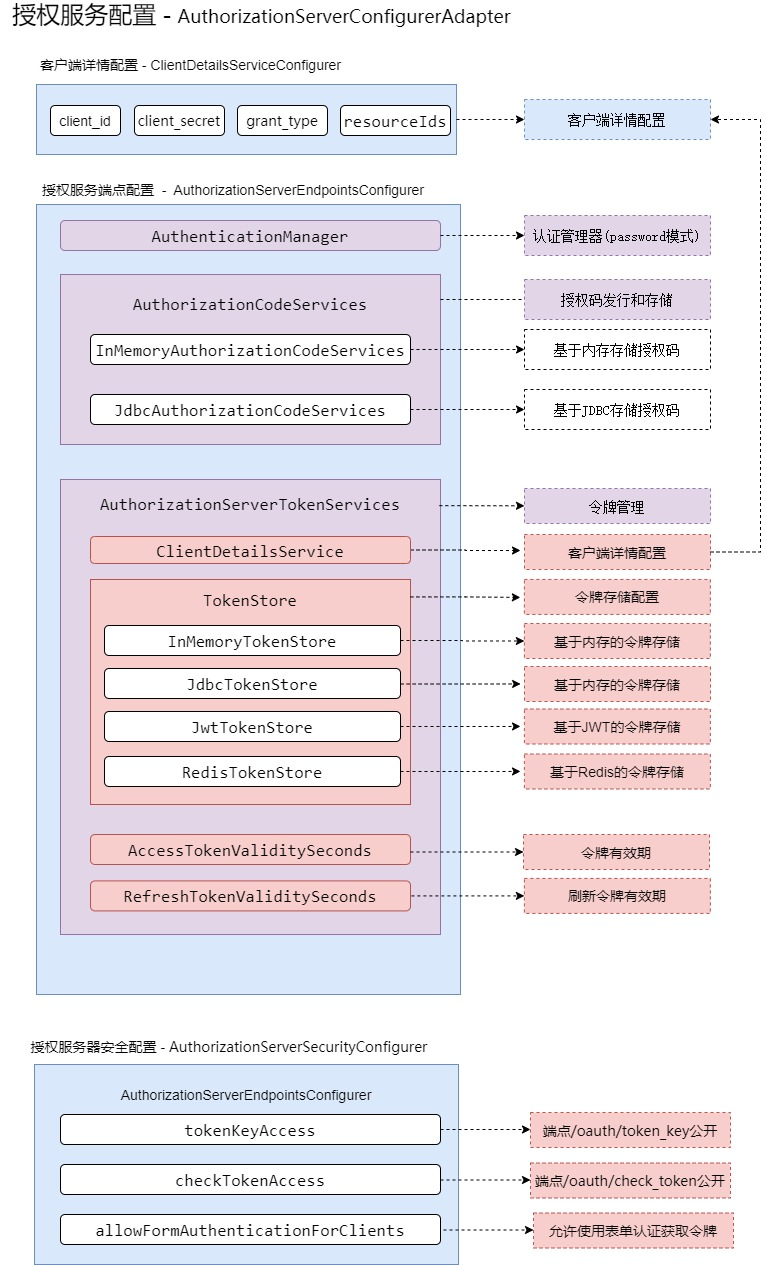 授权服务配置 - AuthorizationServerConfigurerAdapter
客户端详情配置 - ClientDetailsServiceConfigurer
client_id client_secret grant_type resourceIds 客户端详情配置
授权服务端点配置 - AuthorizationServerEndpointsConfigurer
AuthenticationManager 认证管理器(password模式)
AuthorizationCodeServices 授权码发行和存储
InMemoryAuthorizationCodeServices 基于内存存储授权码
JdbcAuthorizationCodeServices 基于JDBC存储授权码
AuthorizationServerTokenServices 令牌管理
ClientDetailsService 客户端详情配置
TokenStore 令牌存储配置
InMemoryTokenStore 基于内存的令牌存储
JdbcTokenStore 基于内存的令牌存储
JwtTokenStore 基于JWT的令牌存储
RedisTokenStore 基于Redis的令牌存储
AccessTokenValiditySeconds 令牌有效期
RefreshTokenValiditySeconds 刷新令牌有效期
授权服务器安全配置 - AuthorizationServerSecurityConfigurer
AuthorizationServerEndpointsConfigurer
tokenKeyAccess 端点/oauth/token_key公开
checkTokenAccess 端点/oauth/check_token公开
allowFormAuthenticationForClients 允许使用表单认证获取令牌